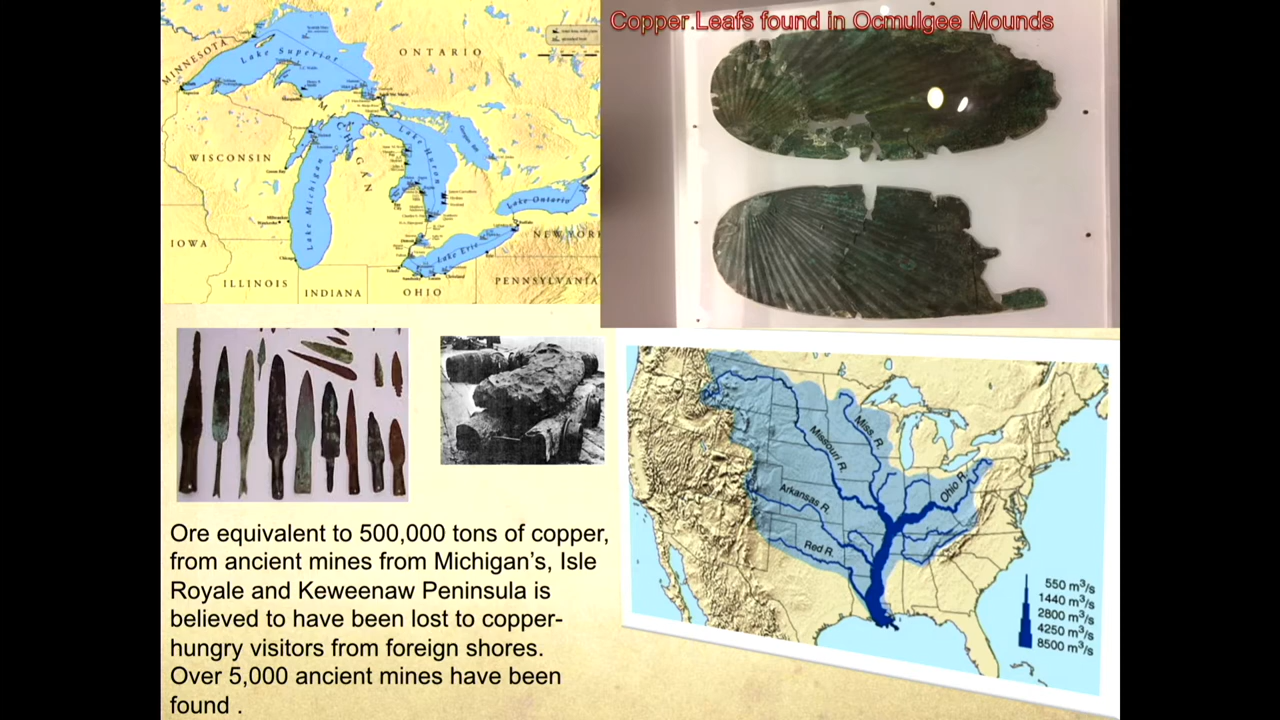 Copper Leafs found in Ocmulgee Mounds
MINNESOTA
ONTARIO
Lake Superior
MICHIGAN
WISCONSIN
Lake Michigan
Lake Huron
Lake Ontario
Lake Erie
NEW YORK
IOWA
ILLINOIS
INDIANA
OHIO
PENNSYLVANIA
Missouri R.
Miss. R.
Arkansas R.
Ohio R.
Red R.
550 m³/s
1440 m³/s
2800 m³/s
4250 m³/s
8500 m³/s
Ore equivalent to 500,000 tons of copper,
from ancient mines from Michigan's, Isle
Royale and Keweenaw Peninsula is
believed to have been lost to copper-
hungry visitors from foreign shores.
Over 5,000 ancient mines have been
found .